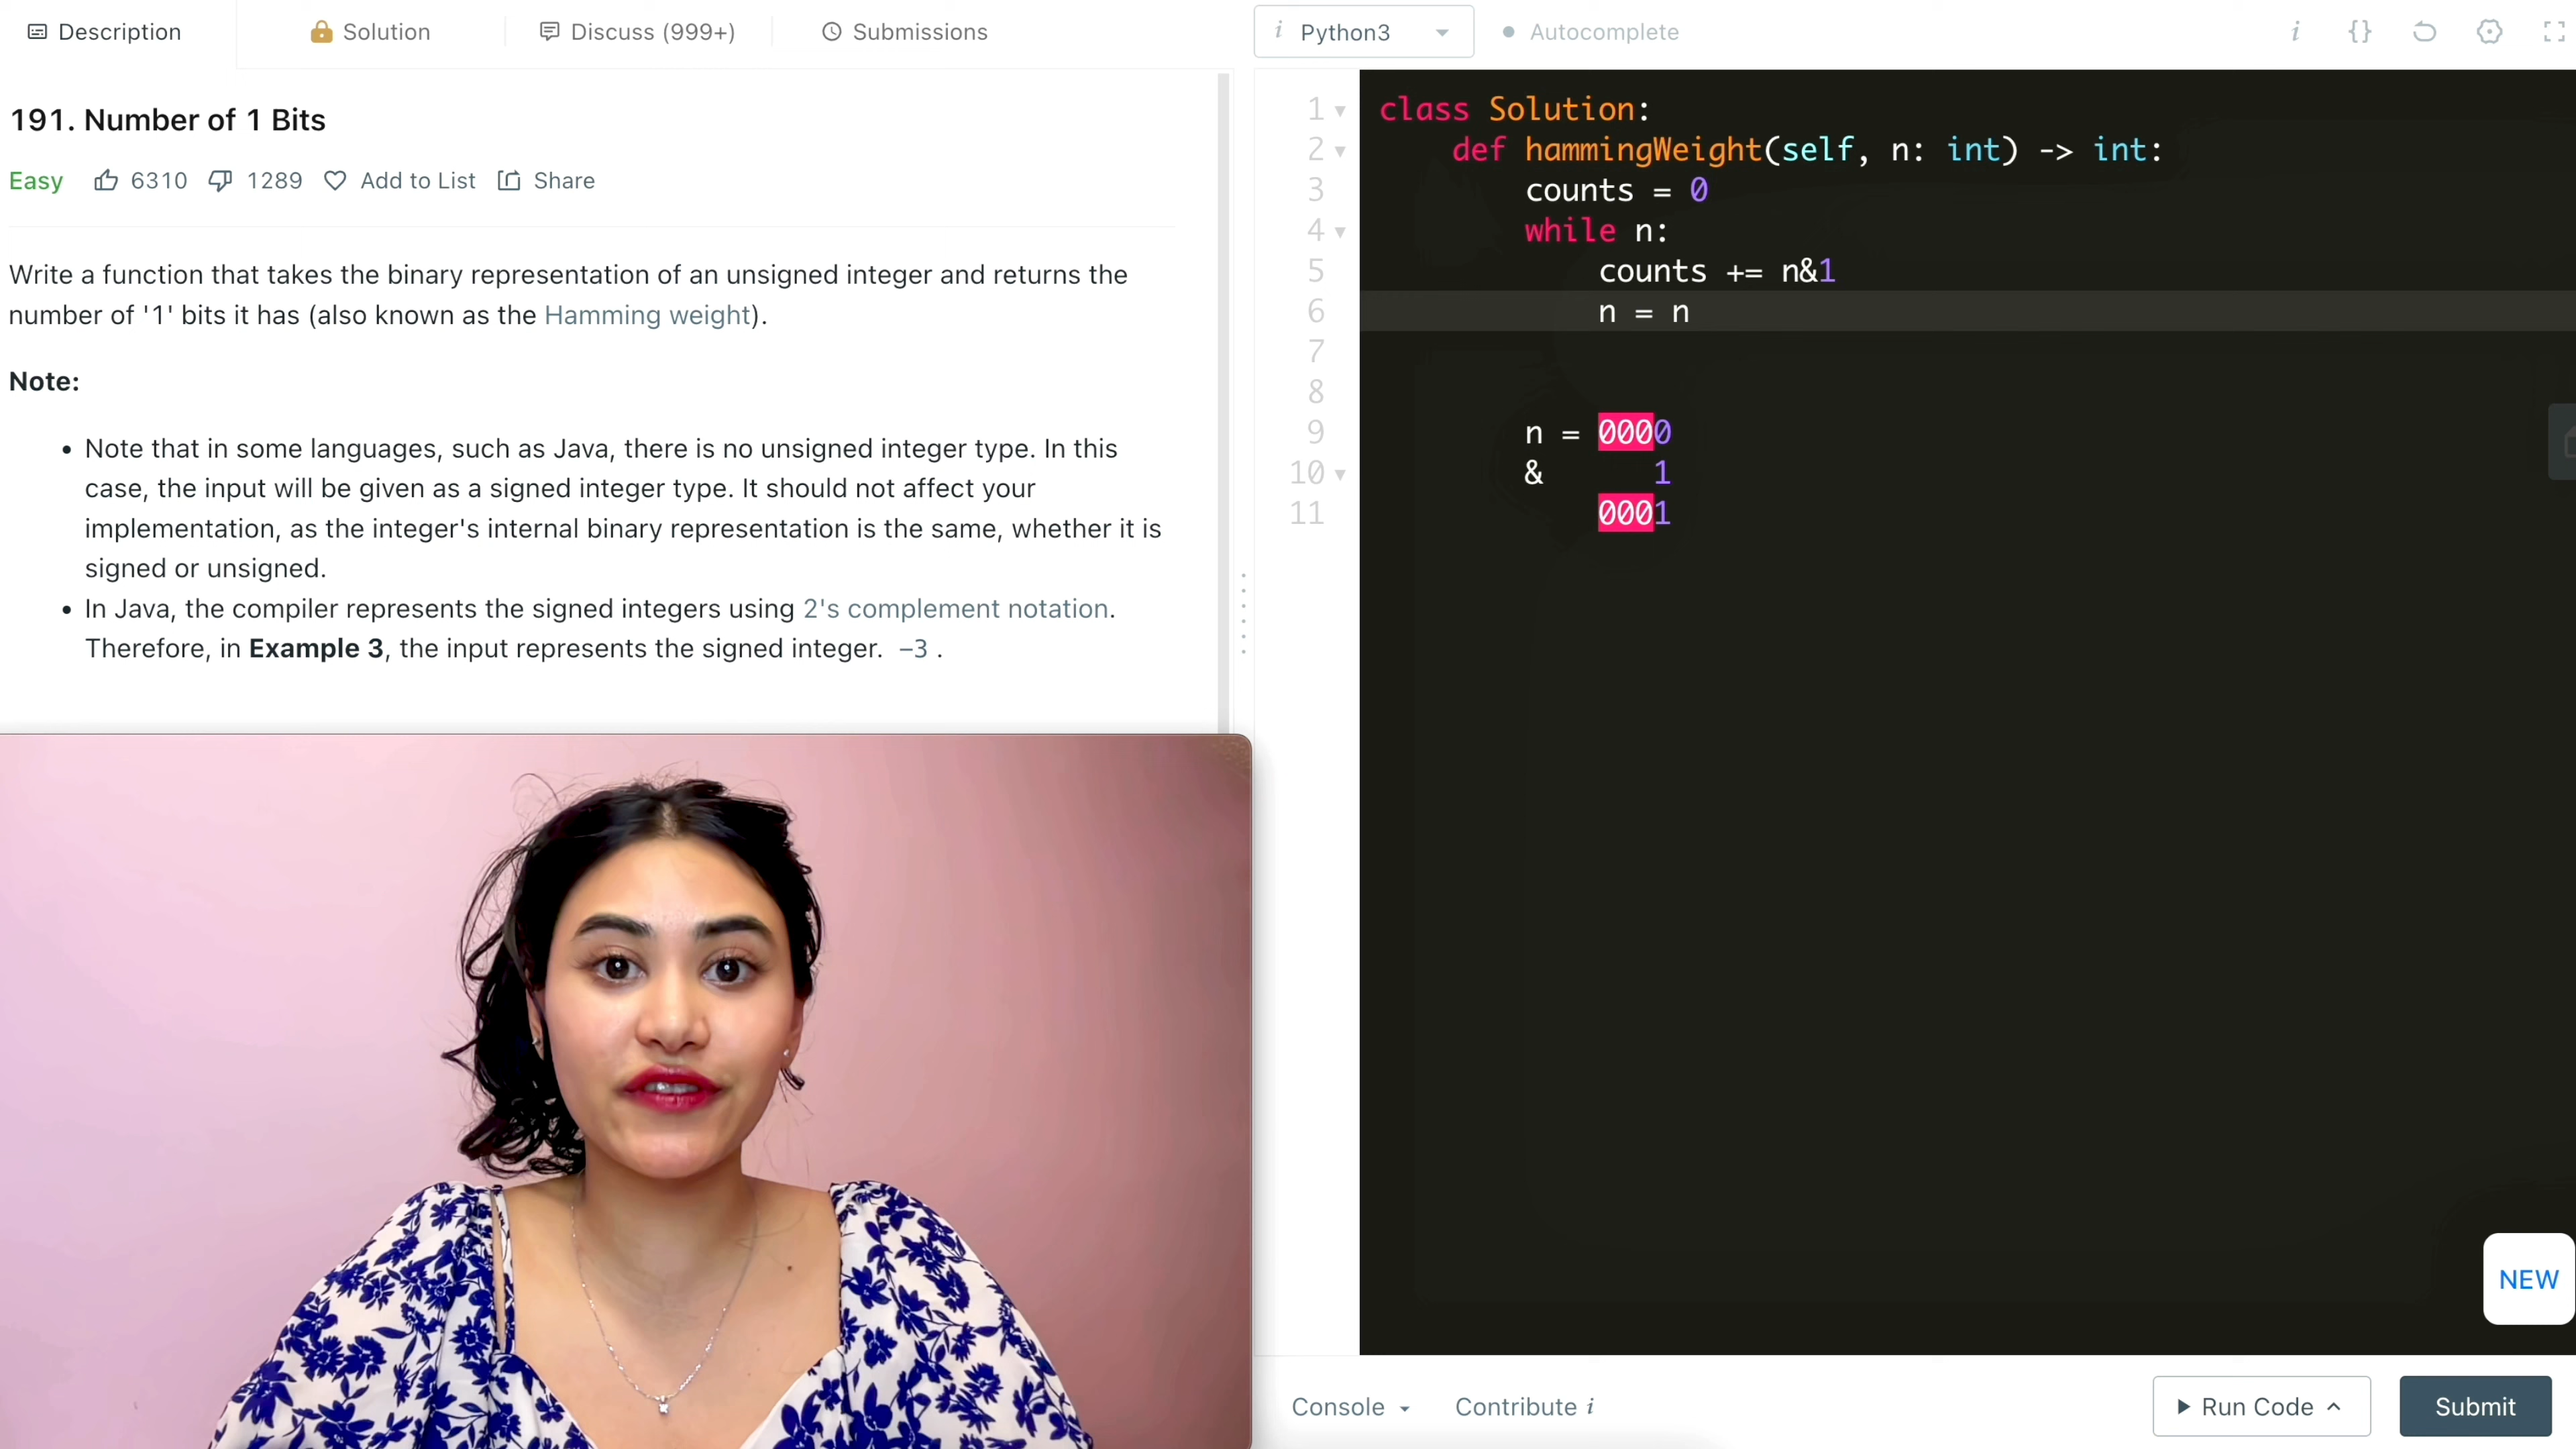 Description
Solution
Discuss (999+)
Submissions
i Python3
Autocomplete
i {}
191. Number of 1 Bits
Easy 6310 1289 Add to List Share
Write a function that takes the binary representation of an unsigned integer and returns the
number of '1' bits it has (also known as the Hamming weight).
Note:
• Note that in some languages, such as Java, there is no unsigned integer type. In this
case, the input will be given as a signed integer type. It should not affect your
implementation, as the integer's internal binary representation is the same, whether it is
signed or unsigned.
• In Java, the compiler represents the signed integers using 2's complement notation.
Therefore, in Example 3, the input represents the signed integer. −3 .
1 class Solution:
2 def hammingWeight(self, n: int) -> int:
3 counts = 0
4 while n:
5 counts += n&1
6 n = n
7
8
9 n = 0000
10 & 1
11 0001
NEW
Console
Contribute i
Run Code
Submit